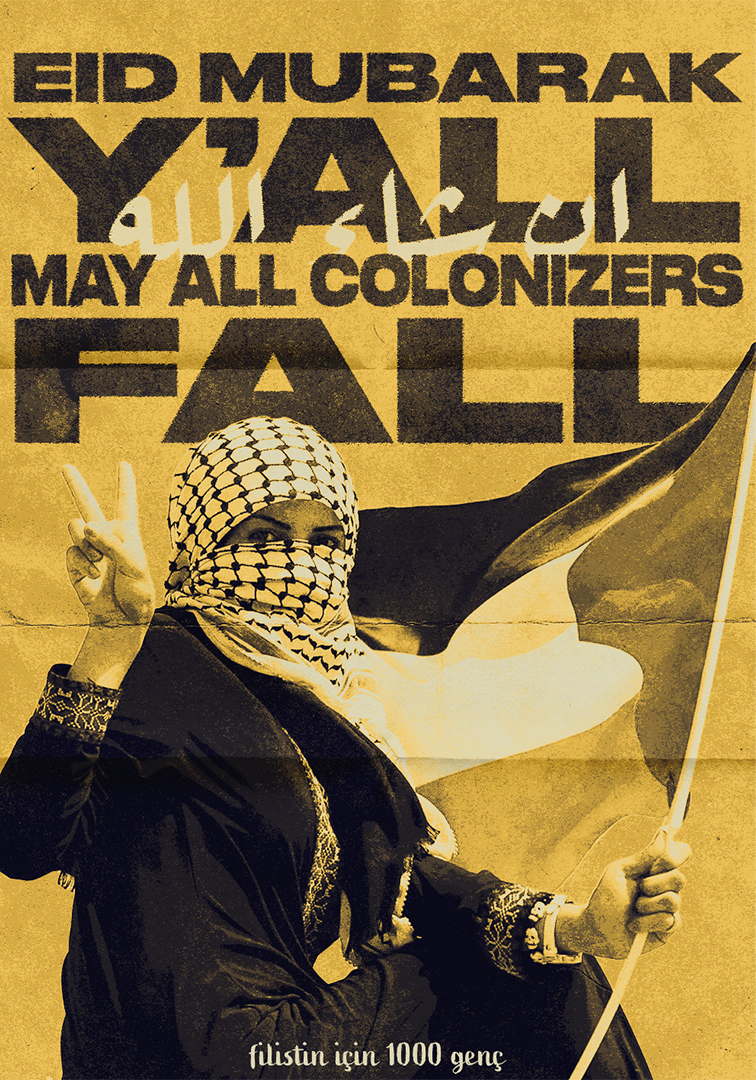 EID MUBARAK
Y'ALL
ان شاء الله
MAY ALL COLONIZERS
FALL
filistin için 1000 genç